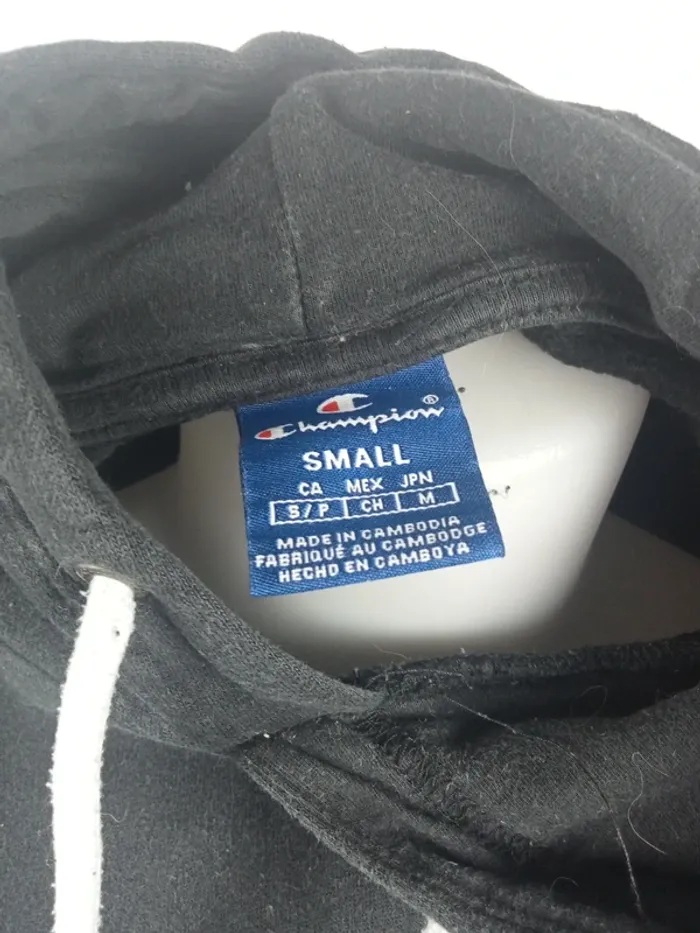 Champion®
SMALL
CA MEX JPN
S/P CH M
MADE IN CAMBODIA
FABRIQUÉ AU CAMBODGE
HECHO EN CAMBOYA